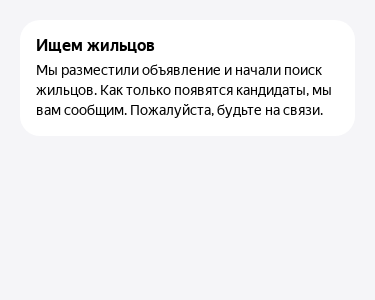 Ищем жильцов
Мы разместили объявление и начали поиск
жильцов. Как только появятся кандидаты, мы
вам сообщим. Пожалуйста, будьте на связи.